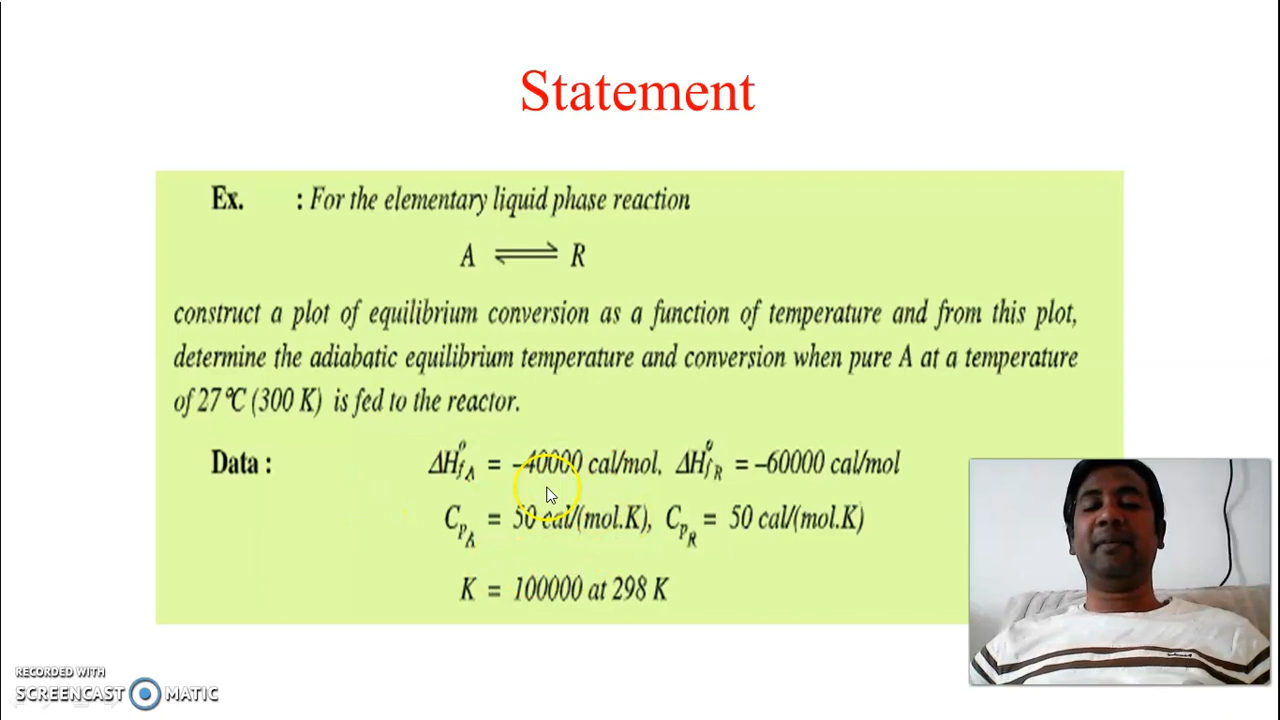 Statement
Ex. : For the elementary liquid phase reaction
A ⇌ R
construct a plot of equilibrium conversion as a function of temperature and from this plot,
determine the adiabatic equilibrium temperature and conversion when pure A at a temperature
of 27°C (300 K) is fed to the reactor.
Data : ΔH°fA = –40000 cal/mol, ΔH°fR = –60000 cal/mol
CpA = 50 cal/(mol.K), CpR = 50 cal/(mol.K)
K = 100000 at 298 K
RECORDED WITH
SCREENCAST MATIC